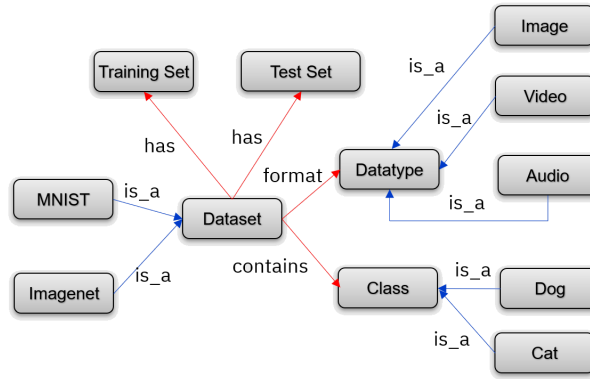 Image
is_a
Training Set
Test Set
Video
is_a
has
has
format
Datatype
Audio
is_a
MNIST
is_a
Dataset
contains
is_a
Imagenet
Class
is_a
Dog
is_a
Cat